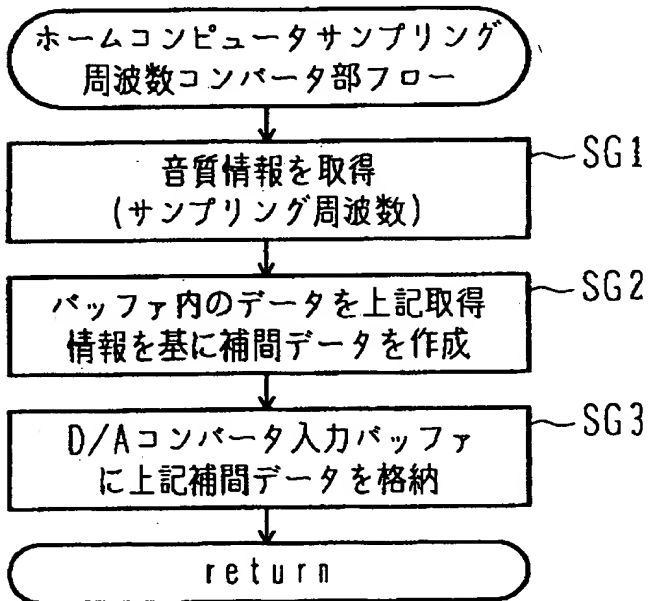 ホームコンピュータサンプリング
周波数コンバータ部フロー
音質情報を取得
(サンプリング周波数)
SG1
バッファ内のデータを上記取得
情報を基に補間データを作成
SG2
D/Aコンバータ入力バッファ
に上記補間データを格納
SG3
return